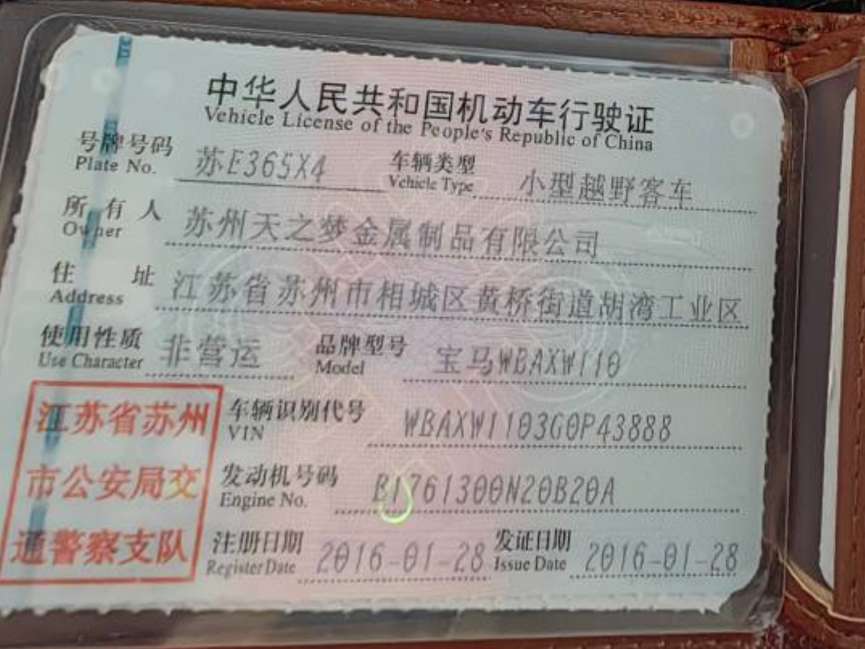 中华人民共和国机动车行驶证
Vehicle License of the People's Republic of China
号牌号码 苏E365X4 车辆类型 小型越野客车
Plate No. Vehicle Type
所有人 苏州天之梦金属制品有限公司
Owner
住址 江苏省苏州市相城区黄桥街道胡湾工业区
Address
使用性质 非营运 品牌型号 宝马WBAXW110
Use Character Model
江苏省苏州
市公安局交
通警察支队
车辆识别代号 WBAXW1103G0P43888
VIN
发动机号码 B1761300N20B20A
Engine No.
注册日期 2016-01-28 发证日期 2016-01-28
Register Date Issue Date